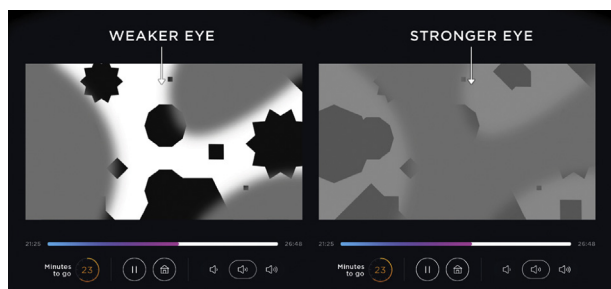 WEAKER EYE
STRONGER EYE
21:25
26:48
21:25
26:48
Minutes
to go
23
Minutes
to go
23